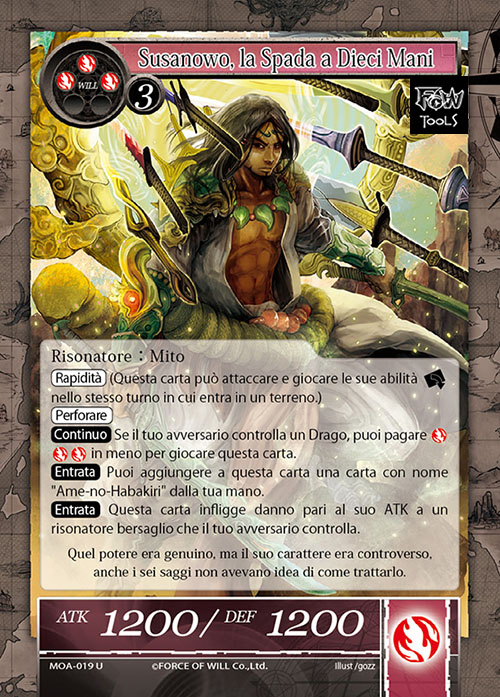 Susanowo, la Spada a Dieci Mani
WILL
3
FOW
TOOLS
Risonatore : Mito
Rapidità (Questa carta può attaccare e giocare le sue abilità
nello stesso turno in cui entra in un terreno.)
Perforare
Continuo Se il tuo avversario controlla un Drago, puoi pagare
in meno per giocare questa carta.
Entrata Puoi aggiungere a questa carta una carta con nome
"Ame-no-Habakiri" dalla tua mano.
Entrata Questa carta infligge danno pari al suo ATK a un
risonatore bersaglio che il tuo avversario controlla.
Quel potere era genuino, ma il suo carattere era controverso,
anche i sei saggi non avevano idea di come trattarlo.
ATK 1200/ DEF 1200
MOA-019 U ©FORCE OF WILL Co.,Ltd. Illust /gozz